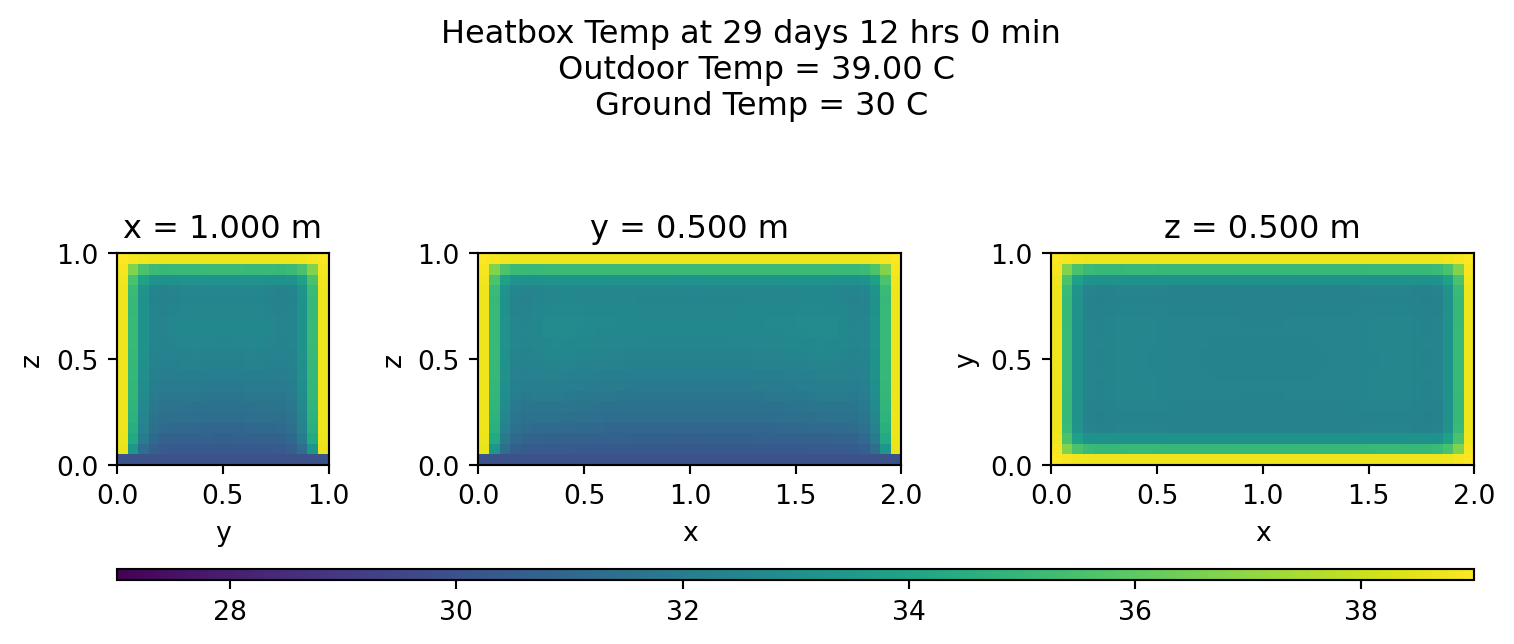 Heatbox Temp at 29 days 12 hrs 0 min
Outdoor Temp = 39.00 C
Ground Temp = 30 C
x = 1.000 m
y = 0.500 m
z = 0.500 m
1.0
0.5
0.0
z
0.0 0.5 1.0
y
1.0
0.5
0.0
z
0.0 0.5 1.0 1.5 2.0
x
1.0
0.5
0.0
y
0.0 0.5 1.0 1.5 2.0
x
28 30 32 34 36 38